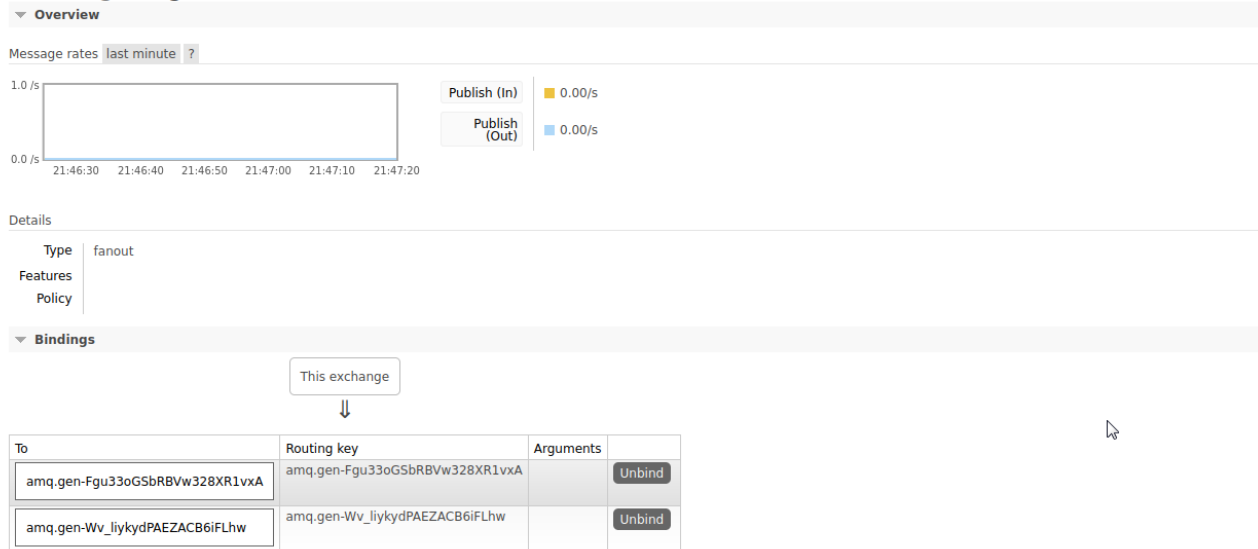 Overview
Message rates last minute ?
1.0 /s
0.0 /s
21:46:30 21:46:40 21:46:50 21:47:00 21:47:10 21:47:20
Publish (In) 0.00/s
Publish
(Out) 0.00/s
Details
Type fanout
Features
Policy
Bindings
This exchange
⇓
To Routing key Arguments
amq.gen-Fgu33oGSbRBVw328XR1vxA amq.gen-Fgu33oGSbRBVw328XR1vxA Unbind
amq.gen-Wv_liykydPAEZACB6iFLhw amq.gen-Wv_liykydPAEZACB6iFLhw Unbind